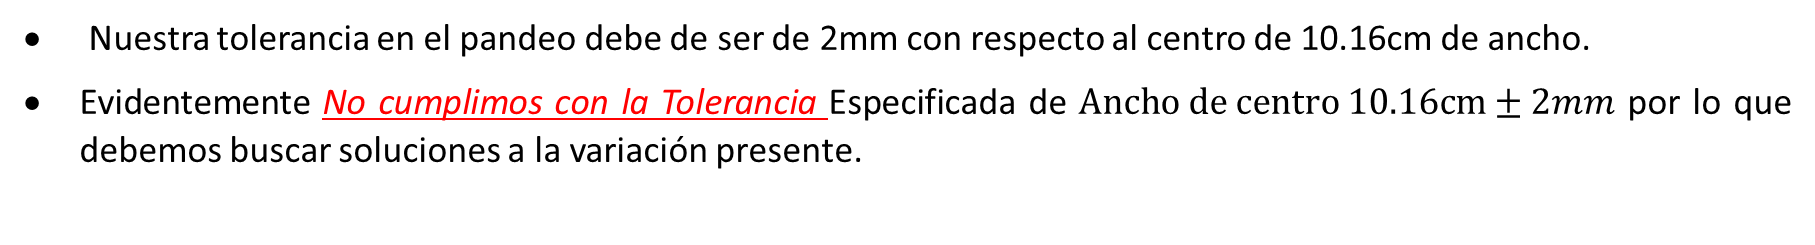 • Nuestra tolerancia en el pandeo debe de ser de 2mm con respecto al centro de 10.16cm de ancho.
• Evidentemente No cumplimos con la Tolerancia Especificada de Ancho de centro 10.16cm ± 2mm por lo que
debemos buscar soluciones a la variación presente.